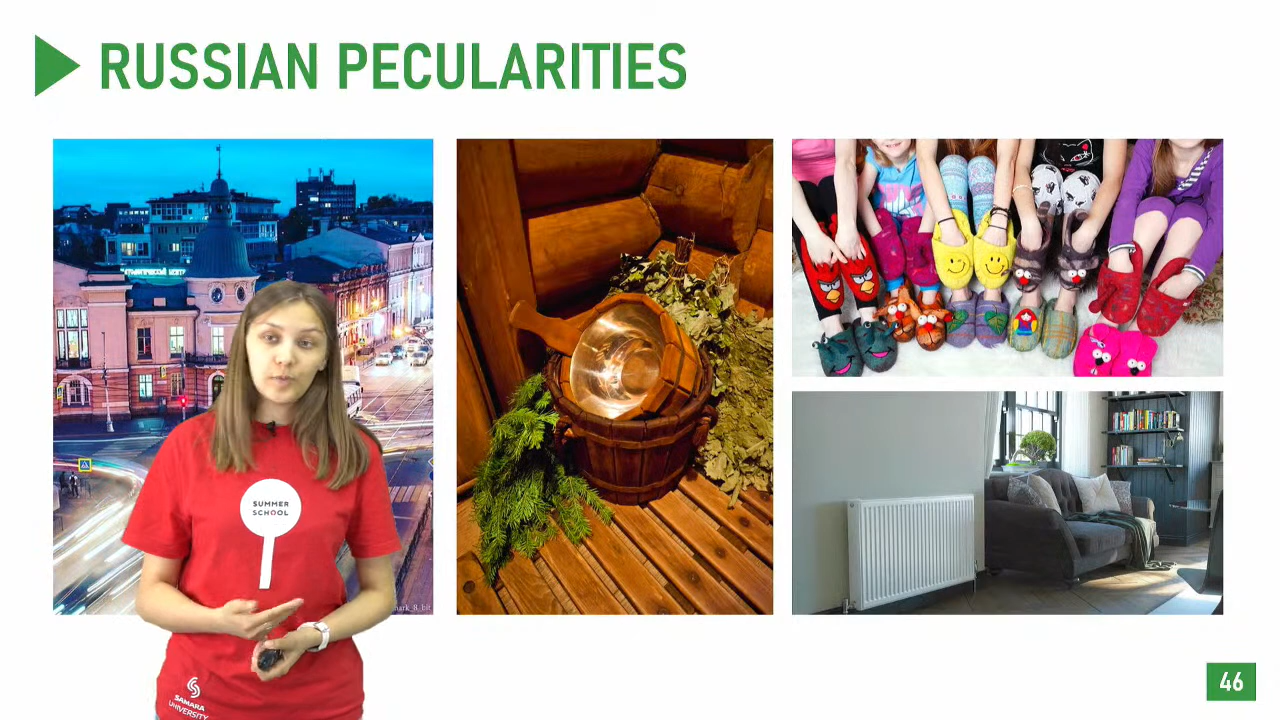 RUSSIAN PECULARITIES
SUMMER
SCHOOL
SAMARA
UNIVERSITY
46